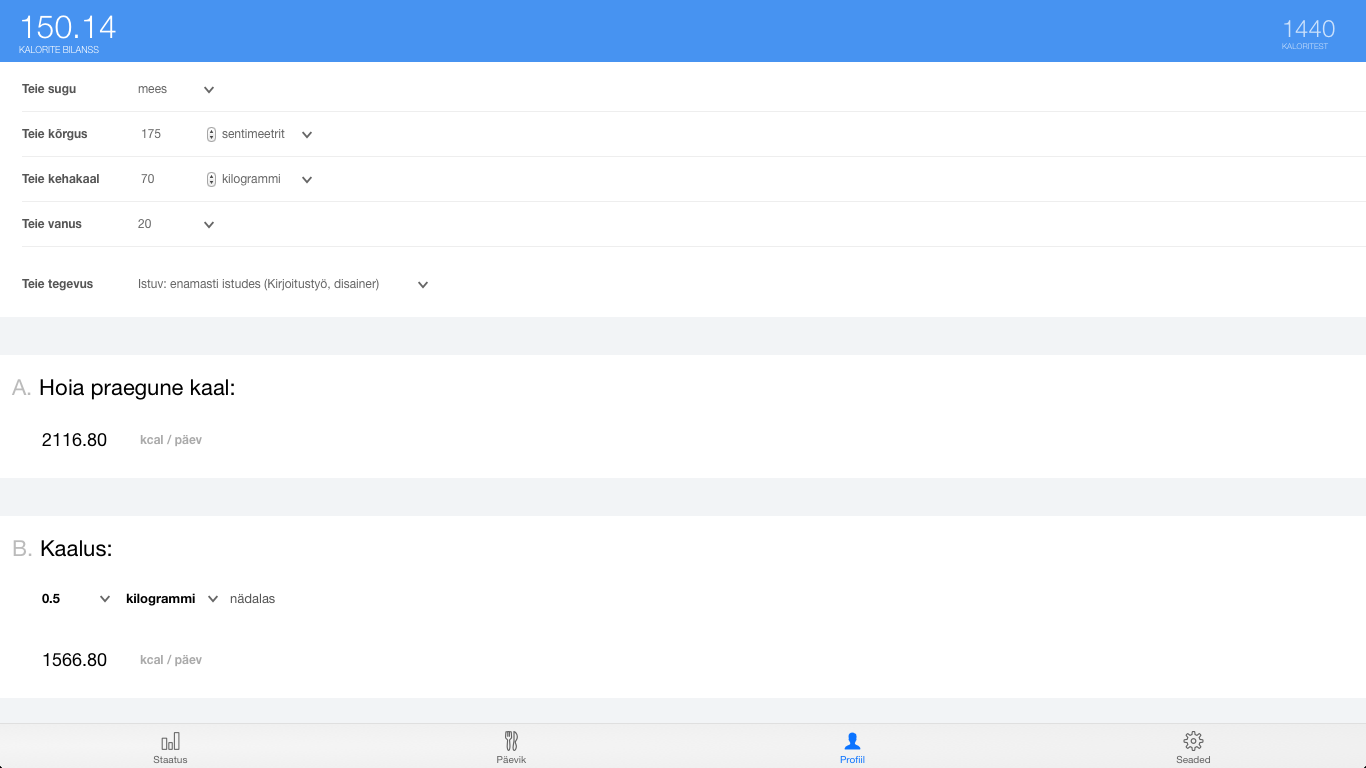 150.14
KALORITE BILANSS
1440
KALORITEST
Teie sugu mees
Teie kõrgus 175 sentimeetrit
Teie kehakaal 70 kilogrammi
Teie vanus 20
Teie tegevus Istuv: enamasti istudes (Kirjoitustyö, disainer)
A. Hoia praegune kaal:
2116.80 kcal / päev
B. Kaalus:
0.5 kilogrammi nädalas
1566.80 kcal / päev
Staatus Päevik Profiil Seaded